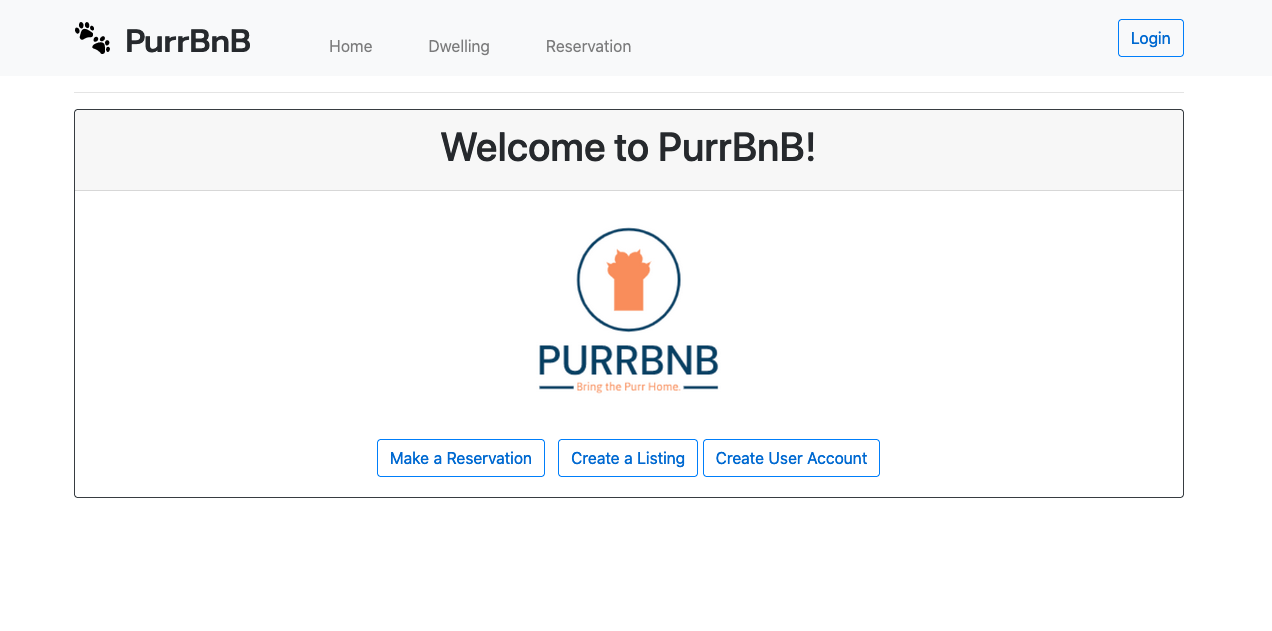 PurrBnB Home Dwelling Reservation Login
Welcome to PurrBnB!
PURRBNB
Bring the Purr Home.
Make a Reservation Create a Listing Create User Account